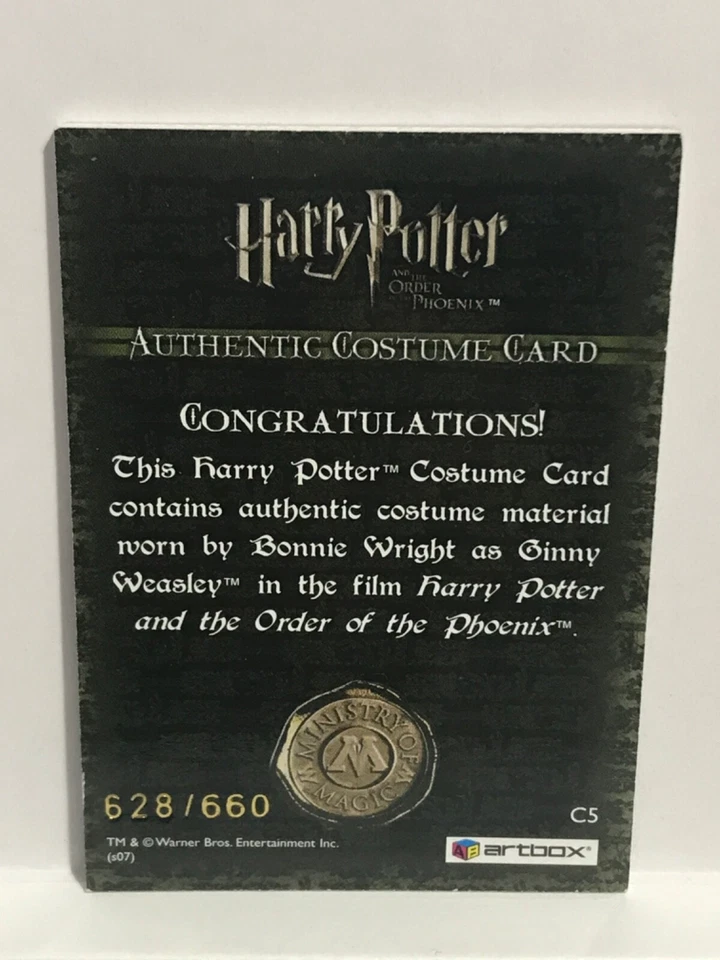 Harry Potter
AND THE
ORDER
OF THE
PHOENIX™
AUTHENTIC COSTUME CARD
CONGRATULATIONS!
This Harry Potter™ Costume Card
contains authentic costume material
worn by Bonnie Wright as Ginny
Weasley™ in the film Harry Potter
and the Order of the Phoenix™.
MINISTRY OF
M
MAGIC
628/660
C5
TM & © Warner Bros. Entertainment Inc.
(s07)
AB artbox®